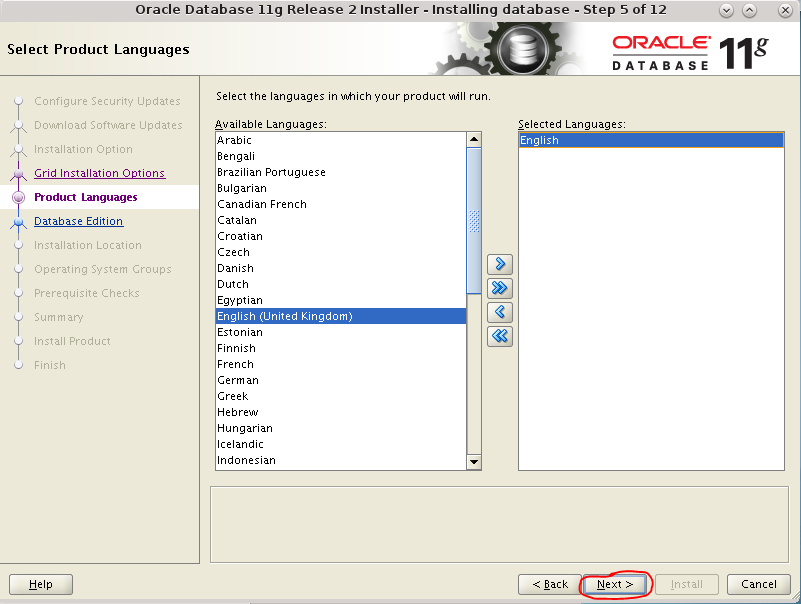 Oracle Database 11g Release 2 Installer - Installing database - Step 5 of 12
Select Product Languages
ORACLE
DATABASE 11g
Configure Security Updates
Download Software Updates
Installation Option
Grid Installation Options
Product Languages
Database Edition
Installation Location
Operating System Groups
Prerequisite Checks
Summary
Install Product
Finish
Select the languages in which your product will run.
Available Languages:
Arabic
Bengali
Brazilian Portuguese
Bulgarian
Canadian French
Catalan
Croatian
Czech
Danish
Dutch
Egyptian
English (United Kingdom)
Estonian
Finnish
French
German
Greek
Hebrew
Hungarian
Icelandic
Indonesian
Selected Languages:
English
Help
< Back
Next >
Install
Cancel